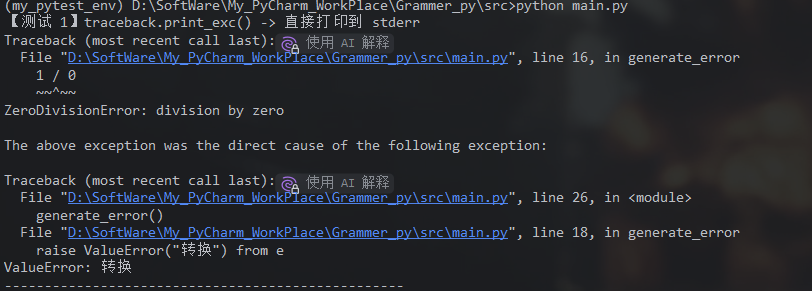 (my_pytest_env) D:\SoftWare\My_PyCharm_WorkPlace\Grammer_py\src>python main.py
【测试 1】traceback.print_exc() -> 直接打印到 stderr
Traceback (most recent call last): 使用 AI 解释
  File "D:\SoftWare\My_PyCharm_WorkPlace\Grammer_py\src\main.py", line 16, in generate_error
    1 / 0
    ~~^~~
ZeroDivisionError: division by zero

The above exception was the direct cause of the following exception:

Traceback (most recent call last): 使用 AI 解释
  File "D:\SoftWare\My_PyCharm_WorkPlace\Grammer_py\src\main.py", line 26, in <module>
    generate_error()
  File "D:\SoftWare\My_PyCharm_WorkPlace\Grammer_py\src\main.py", line 18, in generate_error
    raise ValueError("转换") from e
ValueError: 转换
--------------------------------------------------